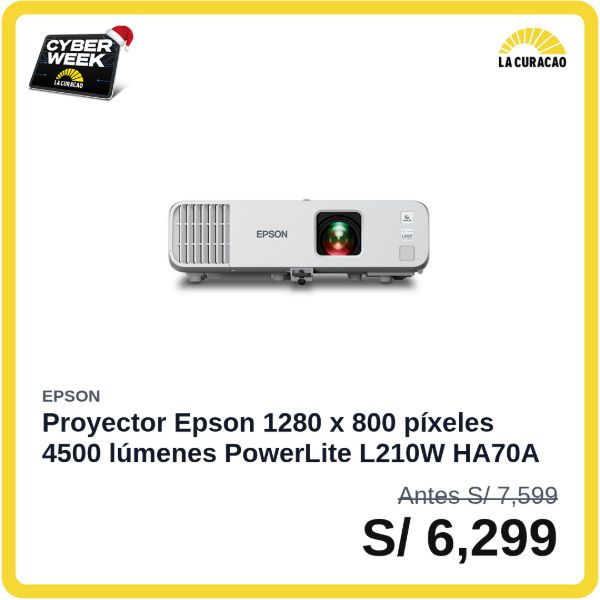 CYBER
WEEK
LA CURACAO
LA CURACAO
EPSON
EPSON
Proyector Epson 1280 x 800 píxeles
4500 lúmenes PowerLite L210W HA70A
Antes S/ 7,599
S/ 6,299